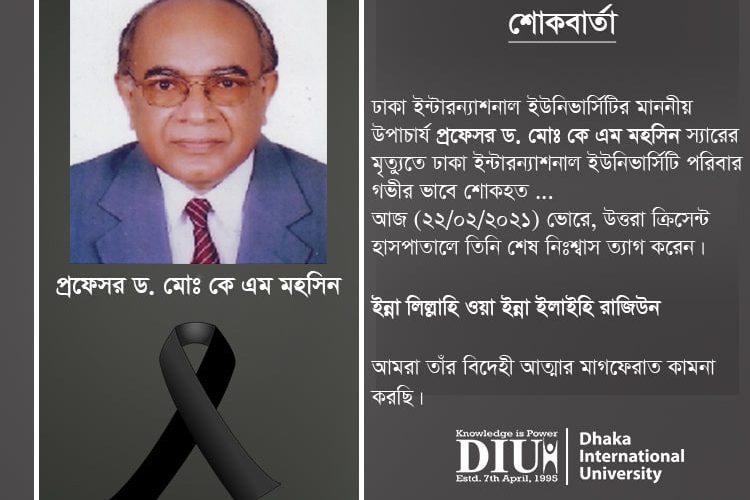 প্রফেসর ড. মোঃ কে এম মহসিন
শোকবার্তা
ঢাকা ইন্টারন্যাশনাল ইউনিভার্সিটির মাননীয়
উপাচার্য প্রফেসর ড. মোঃ কে এম মহসিন স্যারের
মৃত্যুতে ঢাকা ইন্টারন্যাশনাল ইউনিভার্সিটি পরিবার
গভীর ভাবে শোকহত ...
আজ (২২/০২/২০২১) ভোরে, উত্তরা ক্রিসেন্ট
হাসপাতালে তিনি শেষ নিঃশ্বাস ত্যাগ করেন।
ইন্না লিল্লাহি ওয়া ইন্না ইলাইহি রাজিউন
আমরা তাঁর বিদেহী আত্মার মাগফেরাত কামনা
করছি।
Knowledge is Power
DIU
Estd. 7th April, 1995
Dhaka
International
University